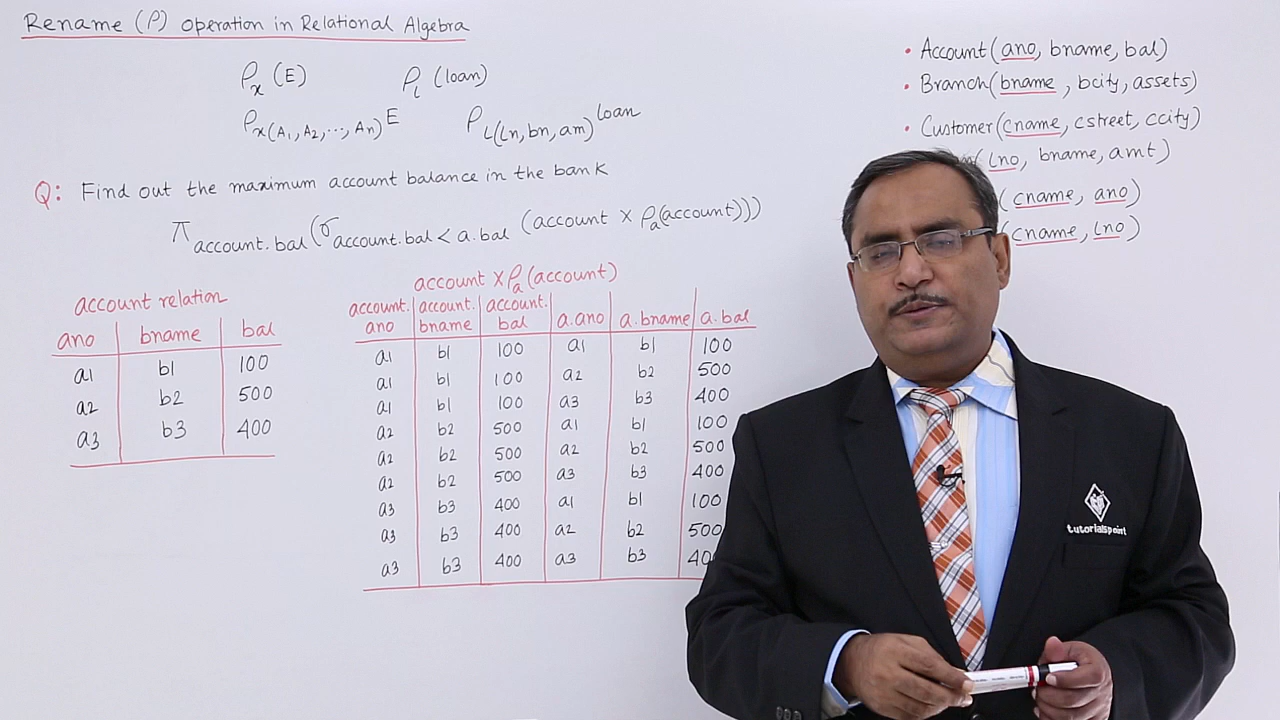 Rename (ρ) operation in Relational Algebra
ρx (E) ρL (loan)
ρx(A1, A2, ..., An) E ρL(Ln, bn, am) loan
Q: Find out the maximum account balance in the bank
π account.bal (σ account.bal < a.bal (account × ρa(account)))
account relation
ano bname bal
a1 b1 100
a2 b2 500
a3 b3 400
account × ρa(account)
account.ano account.bname account.bal a.ano a.bname a.bal
a1 b1 100 a1 b1 100
a1 b1 100 a2 b2 500
a1 b1 100 a3 b3 400
a2 b2 500 a1 b1 100
a2 b2 500 a2 b2 500
a2 b2 500 a3 b3 400
a3 b3 400 a1 b1 100
a3 b3 400 a2 b2 500
a3 b3 400 a3 b3
• Account(ano, bname, bal)
• Branch(bname, bcity, assets)
• Customer(cname, cstreet, ccity)
(lno, bname, amt)
(cname, ano)
(cname, lno)
tutorialspoint